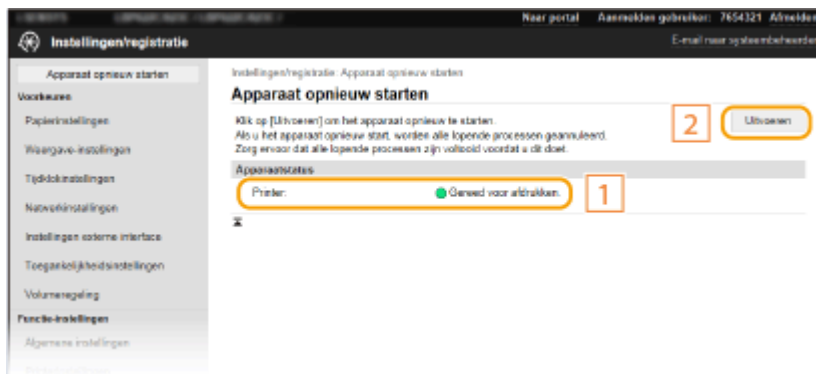 Naar portal Aanmelden gebruiker: 7654321 Afmelden
Instellingen/registratie E-mail naar systeembeheerder
Apparaat opnieuw starten
Voorkeuren
Papierinstellingen
Weergave-instellingen
Tijdklokinstellingen
Netwerkinstallingen
Instellingen externe interface
Toegankelijkheidsinstellingen
Volumeregeling
Functie-instellingen
Algemene instellingen
Instellingen/registratie: Apparaat opnieuw starten
Apparaat opnieuw starten
Klik op [Uitvoeren] om het apparaat opnieuw te starten.
Als u het apparaat opnieuw start, worden alle lopende processen geannuleerd.
Zorg ervoor dat alle lopende processen zijn voltooid voordat u dit doet.
2 Uitvoeren
Apparaatstatus
Printer: Gereed voor afdrukken.
1